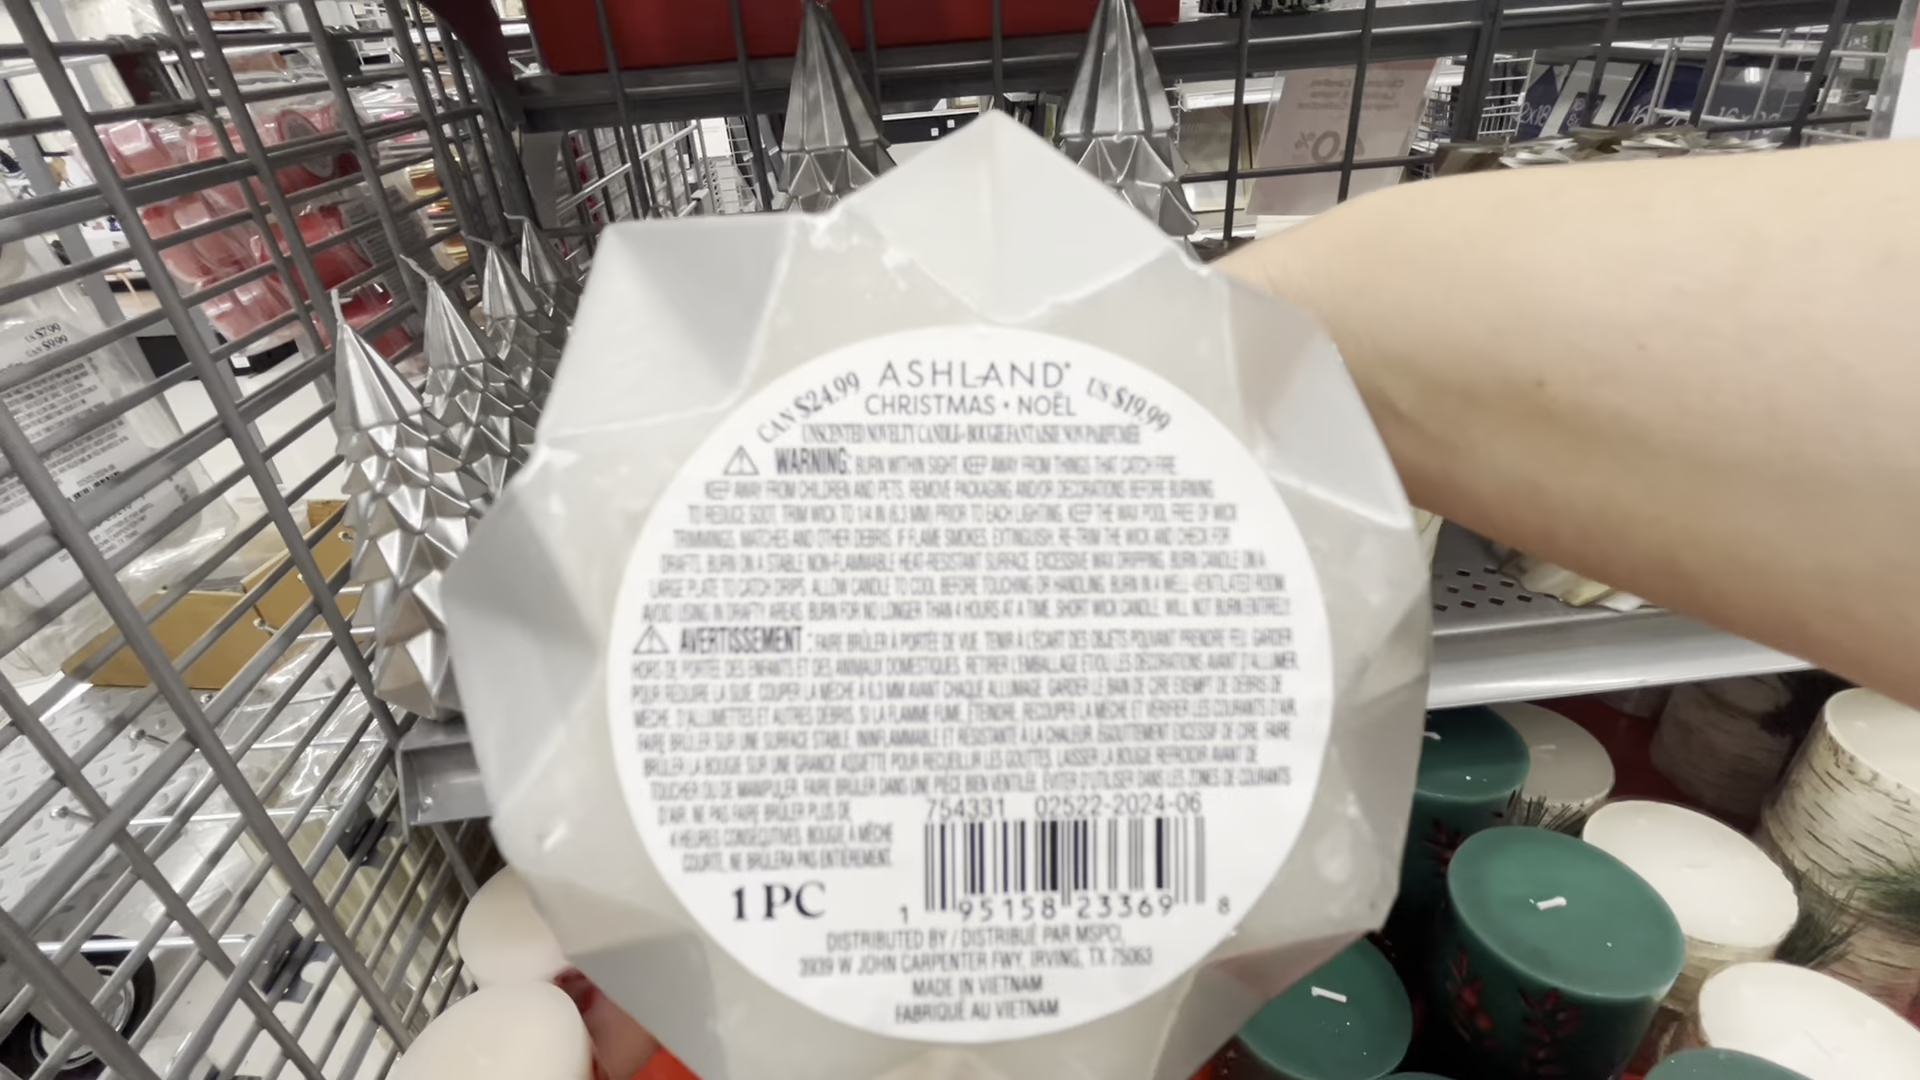 ASHLAND®
CAN $24.99
US $19.99
CHRISTMAS • NOËL
UNSCENTED NOVELTY CANDLE • BOUGIE FANTAISIE NON PARFUMÉE
⚠ WARNING: BURN WITHIN SIGHT. KEEP AWAY FROM THINGS THAT CATCH FIRE.
KEEP AWAY FROM CHILDREN AND PETS. REMOVE PACKAGING AND/OR DECORATIONS BEFORE BURNING.
TO REDUCE SOOT, TRIM WICK TO 1/4 IN (6.3 MM) PRIOR TO EACH LIGHTING. KEEP THE WAX POOL FREE OF WICK
TRIMMINGS, MATCHES AND OTHER DEBRIS. IF FLAME SMOKES, EXTINGUISH, RE-TRIM THE WICK AND CHECK FOR
DRAFTS. BURN ON A STABLE NON-FLAMMABLE HEAT-RESISTANT SURFACE. EXCESSIVE WAX DRIPPING. BURN CANDLE ON A
LARGE PLATE TO CATCH DRIPS. ALLOW CANDLE TO COOL BEFORE TOUCHING OR HANDLING. BURN IN A WELL-VENTILATED ROOM.
AVOID USING IN DRAFTY AREAS. BURN FOR NO LONGER THAN 4 HOURS AT A TIME. SHORT WICK CANDLE. WILL NOT BURN ENTIRELY.
⚠ AVERTISSEMENT : FAIRE BRÛLER À PORTÉE DE VUE. TENIR À L'ÉCART DES OBJETS POUVANT PRENDRE FEU. GARDER
HORS DE PORTÉE DES ENFANTS ET DES ANIMAUX DOMESTIQUES. RETIRER L'EMBALLAGE ET/OU LES DÉCORATIONS AVANT D'ALLUMER.
POUR RÉDUIRE LA SUIE, COUPER LA MÈCHE À 6,3 MM AVANT CHAQUE ALLUMAGE. GARDER LE BAIN DE CIRE EXEMPT DE DÉBRIS DE
MÈCHE, D'ALLUMETTES ET AUTRES DÉBRIS. SI LA FLAMME FUME, ÉTEINDRE, RECOUPER LA MÈCHE ET VÉRIFIER LES COURANTS D'AIR.
FAIRE BRÛLER SUR UNE SURFACE STABLE, ININFLAMMABLE ET RÉSISTANTE À LA CHALEUR. ÉGOUTTEMENT EXCESSIF DE CIRE. FAIRE
BRÛLER LA BOUGIE SUR UNE GRANDE ASSIETTE POUR RECUEILLIR LES GOUTTES. LAISSER LA BOUGIE REFROIDIR AVANT DE
TOUCHER OU DE MANIPULER. FAIRE BRÛLER DANS UNE PIÈCE BIEN VENTILÉE. ÉVITER D'UTILISER DANS LES ZONES DE COURANTS
D'AIR. NE PAS FAIRE BRÛLER PLUS DE
4 HEURES CONSÉCUTIVES. BOUGIE À MÈCHE
COURTE. NE BRÛLERA PAS ENTIÈREMENT.
754331 02522-2024-06
1 PC
1 95158 23369 8
DISTRIBUTED BY / DISTRIBUÉ PAR MSPCI,
3939 W JOHN CARPENTER FWY, IRVING, TX 75063
MADE IN VIETNAM
FABRIQUÉ AU VIETNAM
US $7.99
CAN $9.99